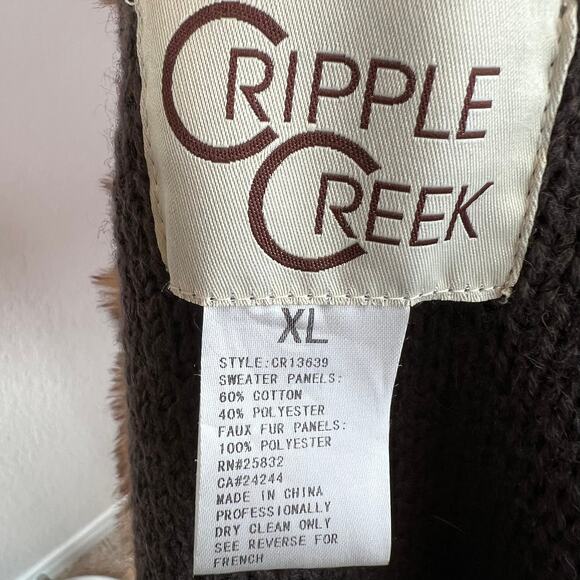 CRIPPLE
CREEK
XL
STYLE:CR13639
SWEATER PANELS:
60% COTTON
40% POLYESTER
FAUX FUR PANELS:
100% POLYESTER
RN#25832
CA#24244
MADE IN CHINA
PROFESSIONALLY
DRY CLEAN ONLY
SEE REVERSE FOR
FRENCH